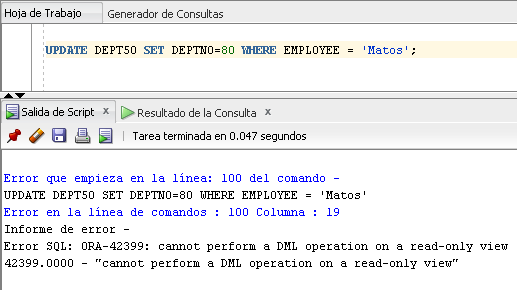 Hoja de Trabajo Generador de Consultas
UPDATE DEPT50 SET DEPTNO=80 WHERE EMPLOYEE = 'Matos';
Salida de Script x Resultado de la Consulta x
Tarea terminada en 0.047 segundos
Error que empieza en la línea: 100 del comando -
UPDATE DEPT50 SET DEPTNO=80 WHERE EMPLOYEE = 'Matos'
Error en la línea de comandos : 100 Columna : 19
Informe de error -
Error SQL: ORA-42399: cannot perform a DML operation on a read-only view
42399.0000 - "cannot perform a DML operation on a read-only view"